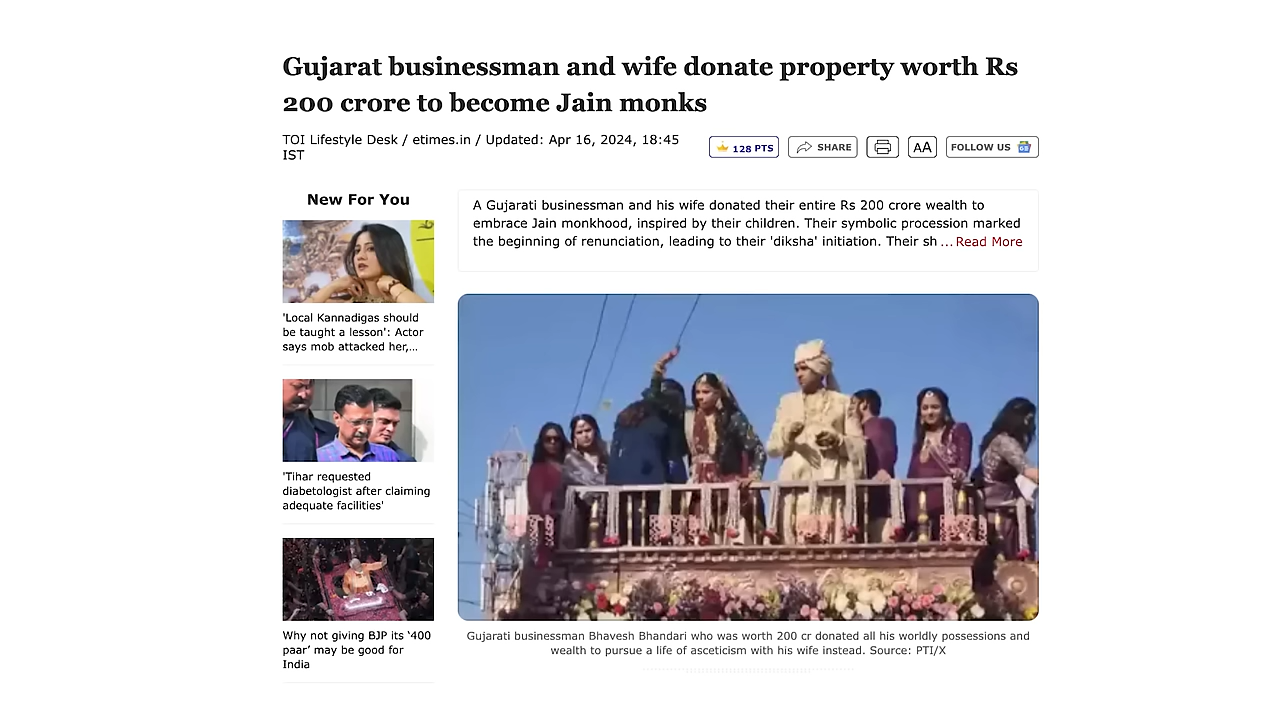 Gujarat businessman and wife donate property worth Rs
200 crore to become Jain monks
TOI Lifestyle Desk / etimes.in / Updated: Apr 16, 2024, 18:45
IST
128 PTS
SHARE
AA
FOLLOW US
New For You
'Local Kannadigas should
be taught a lesson': Actor
says mob attacked her,...
'Tihar requested
diabetologist after claiming
adequate facilities'
Why not giving BJP its ‘400
paar’ may be good for
India
A Gujarati businessman and his wife donated their entire Rs 200 crore wealth to
embrace Jain monkhood, inspired by their children. Their symbolic procession marked
the beginning of renunciation, leading to their 'diksha' initiation. Their sh ... Read More
Gujarati businessman Bhavesh Bhandari who was worth 200 cr donated all his worldly possessions and
wealth to pursue a life of asceticism with his wife instead. Source: PTI/X